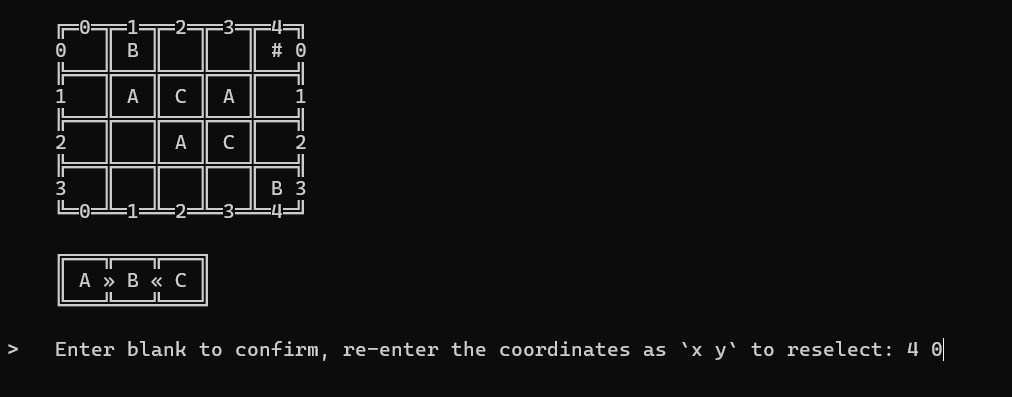 ╔═0═╦═1═╦═2═╦═3═╦═4═╗
0   ║ B ║   ║   ║ # 0
╠═══╬═══╬═══╬═══╬═══╣
1   ║ A ║ C ║ A ║   1
╠═══╬═══╬═══╬═══╬═══╣
2   ║   ║ A ║ C ║   2
╠═══╬═══╬═══╬═══╬═══╣
3   ║   ║   ║   ║ B 3
╚═0═╩═1═╩═2═╩═3═╩═4═╝
╔═══╦═══╦═══╗
║ A » B « C ║
╚═══╩═══╩═══╝
> Enter blank to confirm, re-enter the coordinates as `x y` to reselect: 4 0